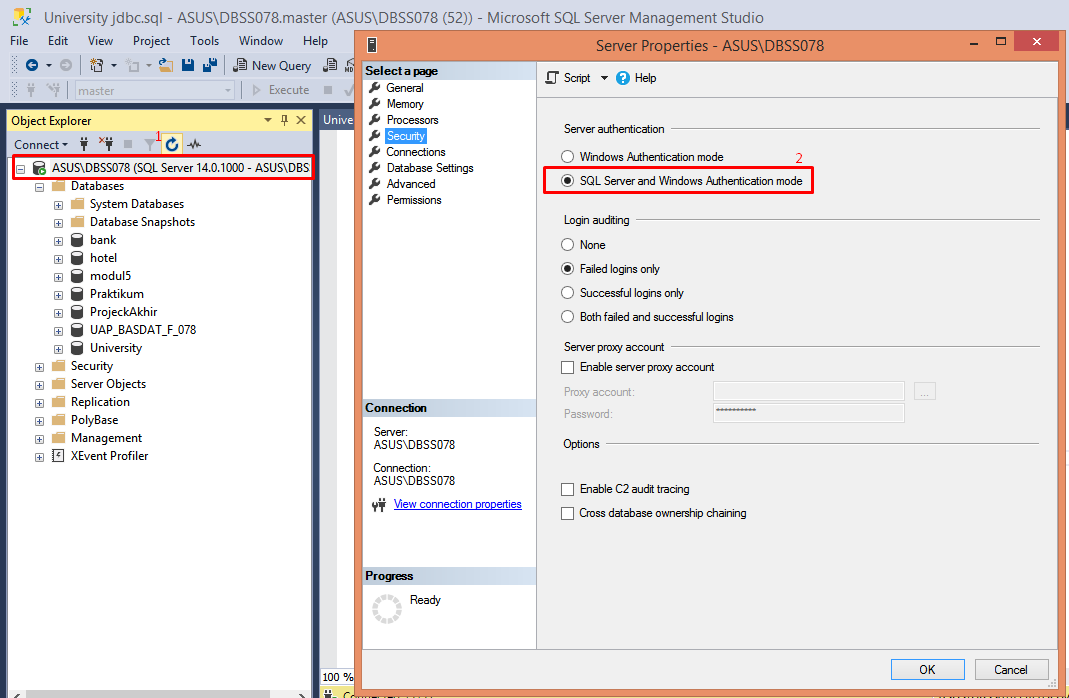 University jdbc.sql - ASUS\DBSS078.master (ASUS\DBSS078 (52)) - Microsoft SQL Server Management Studio
File Edit View Project Tools Window Help
New Query
master
Execute
Object Explorer
Connect
1
ASUS\DBSS078 (SQL Server 14.0.1000 - ASUS\DBS
Databases
System Databases
Database Snapshots
bank
hotel
modul5
Praktikum
ProjeckAkhir
UAP_BASDAT_F_078
University
Security
Server Objects
Replication
PolyBase
Management
XEvent Profiler
Unive
100 %
Server Properties - ASUS\DBSS078
Select a page
General
Memory
Processors
Security
Connections
Database Settings
Advanced
Permissions
Connection
Server:
ASUS\DBSS078
Connection:
ASUS\DBSS078
View connection properties
Progress
Ready
Script Help
Server authentication
Windows Authentication mode
2
SQL Server and Windows Authentication mode
Login auditing
None
Failed logins only
Successful logins only
Both failed and successful logins
Server proxy account
Enable server proxy account
Proxy account:
...
Password:
**********
Options
Enable C2 audit tracing
Cross database ownership chaining
OK Cancel